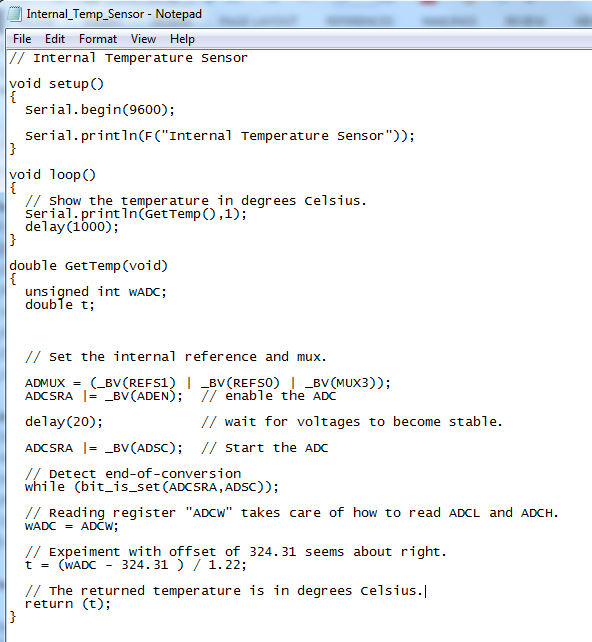 Internal_Temp_Sensor - Notepad
File Edit Format View Help
// Internal Temperature Sensor
void setup()
{
  Serial.begin(9600);
  Serial.println(F("Internal Temperature Sensor"));
}
void loop()
{
  // Show the temperature in degrees Celsius.
  Serial.println(GetTemp(),1);
  delay(1000);
}
double GetTemp(void)
{
  unsigned int wADC;
  double t;
  // Set the internal reference and mux.
  ADMUX = (_BV(REFS1) | _BV(REFS0) | _BV(MUX3));
  ADCSRA |= _BV(ADEN);  // enable the ADC
  delay(20);            // wait for voltages to become stable.
  ADCSRA |= _BV(ADSC);  // Start the ADC
  // Detect end-of-conversion
  while (bit_is_set(ADCSRA,ADSC));
  // Reading register "ADCW" takes care of how to read ADCL and ADCH.
  wADC = ADCW;
  // Expeiment with offset of 324.31 seems about right.
  t = (wADC - 324.31 ) / 1.22;
  // The returned temperature is in degrees Celsius.
  return (t);
}